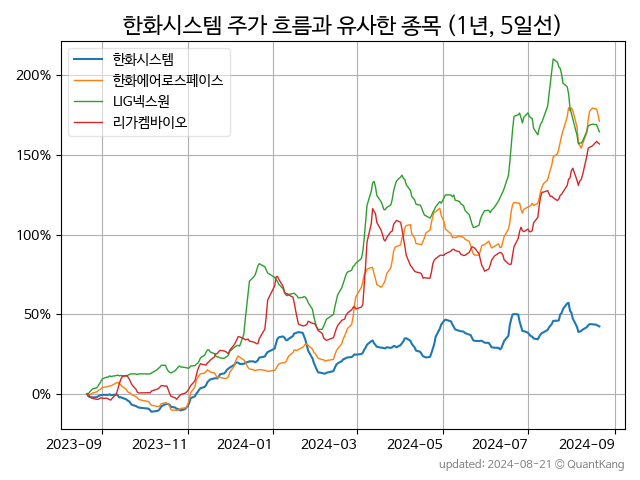 한화시스템 주가 흐름과 유사한 종목 (1년, 5일선)
한화시스템
한화에어로스페이스
LIG넥스원
리가켐바이오
200%
150%
100%
50%
0%
2023-09 2023-11 2024-01 2024-03 2024-05 2024-07 2024-09
updated: 2024-08-21 © QuantKang